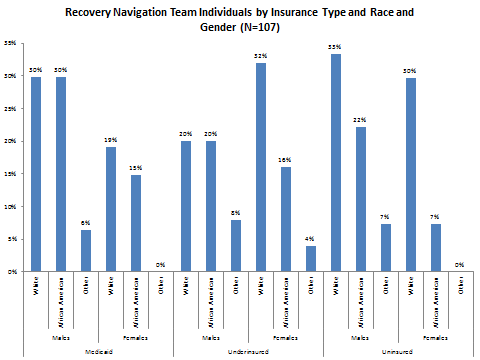 Recovery Navigation Team Individuals by Insurance Type and Race and
Gender (N=107)
35%
30%
25%
20%
15%
10%
5%
0%
30%
30%
6%
19%
15%
0%
20%
20%
8%
32%
16%
4%
33%
22%
7%
30%
7%
0%
White
African American
Other
White
African American
Other
White
African American
Other
White
African American
Other
White
African American
Other
White
African American
Other
Males
Females
Males
Females
Males
Females
Medicaid
Underinsured
Uninsured